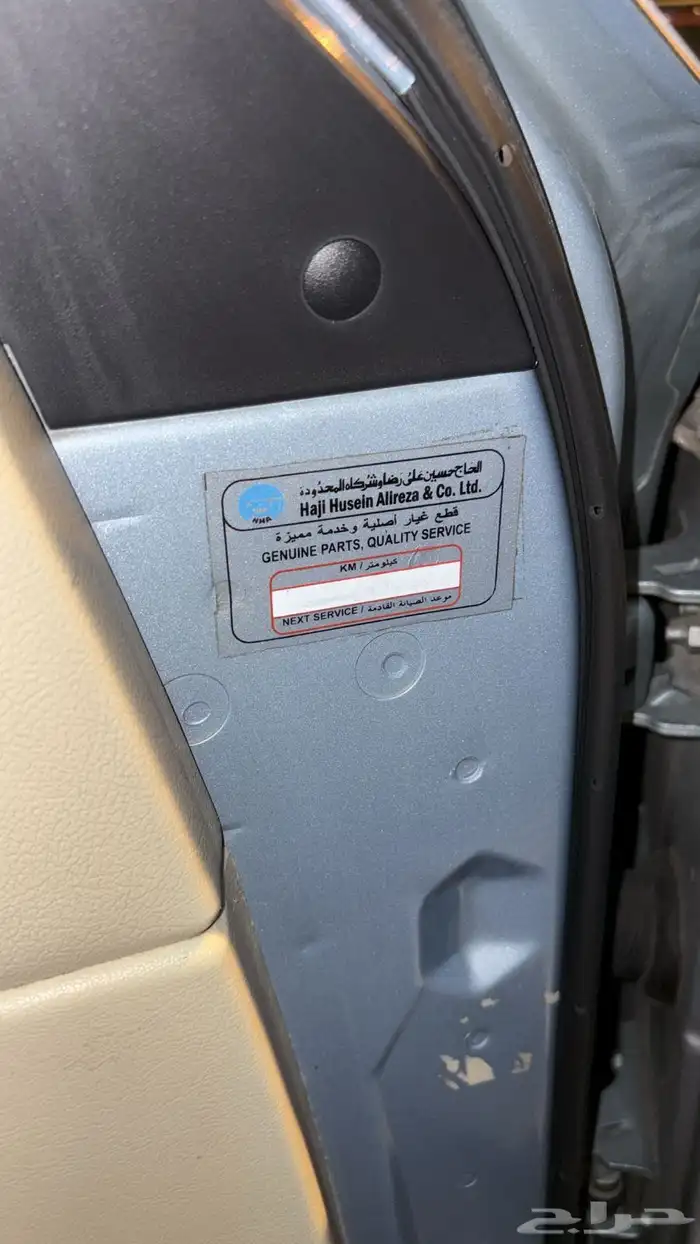 الحاج حسين على رضا وشركاه المحدودة
Haji Husein Alireza & Co. Ltd.
قطع غيار أصلية وخدمة مميزة
GENUINE PARTS, QUALITY SERVICE
KM / كيلومتر
NEXT SERVICE / موعد الصيانة القادمة
حراج